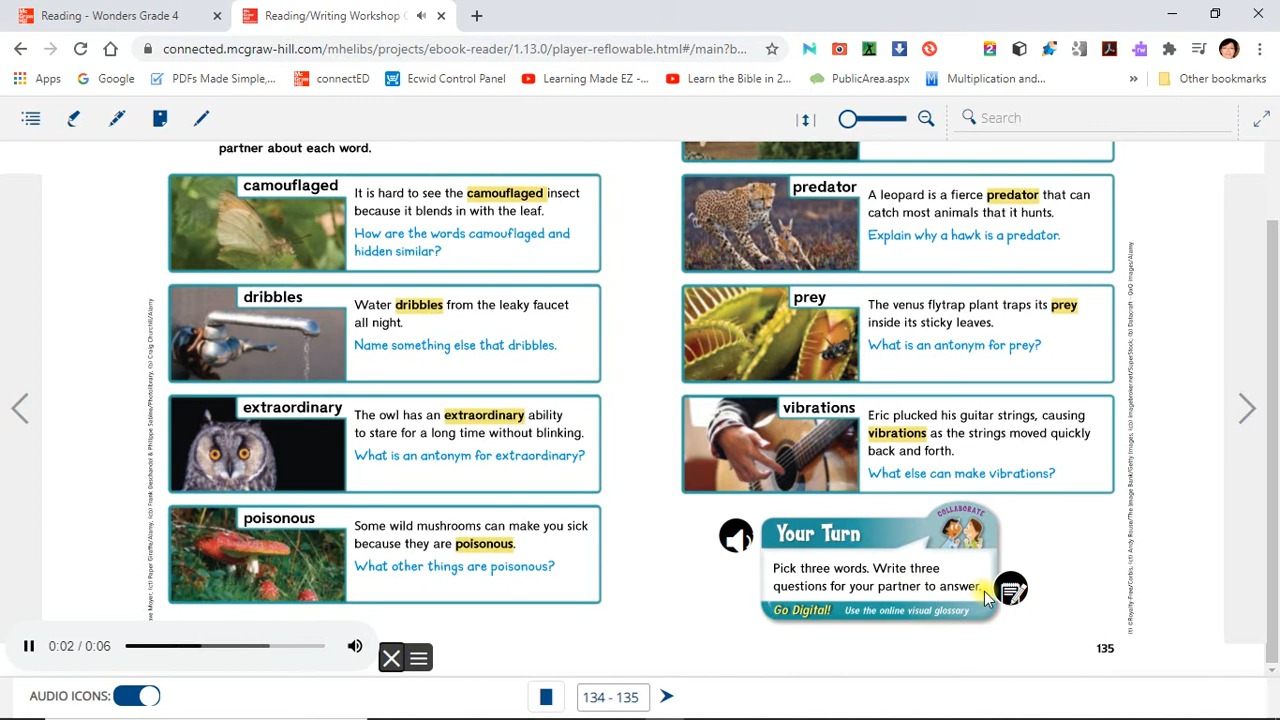 Reading - Wonders Grade 4
Reading/Writing Workshop
connected.mcgraw-hill.com/mhelibs/projects/ebook-reader/1.13.0/player-reflowable.html#/main?b...
Apps
Google
PDFs Made Simple,...
connectED
Ecwid Control Panel
Learning Made EZ -...
Learn the Bible in 2...
PublicArea.aspx
Multiplication and...
»
Other bookmarks
Search
partner about each word.
camouflaged
It is hard to see the camouflaged insect
because it blends in with the leaf.
How are the words camouflaged and
hidden similar?
dribbles
Water dribbles from the leaky faucet
all night.
Name something else that dribbles.
extraordinary
The owl has an extraordinary ability
to stare for a long time without blinking.
What is an antonym for extraordinary?
poisonous
Some wild mushrooms can make you sick
because they are poisonous.
What other things are poisonous?
predator
A leopard is a fierce predator that can
catch most animals that it hunts.
Explain why a hawk is a predator.
prey
The venus flytrap plant traps its prey
inside its sticky leaves.
What is an antonym for prey?
vibrations
Eric plucked his guitar strings, causing
vibrations as the strings moved quickly
back and forth.
What else can make vibrations?
COLLABORATE
Your Turn
Pick three words. Write three
questions for your partner to answer.
Go Digital! Use the online visual glossary
135
0:02 / 0:06
AUDIO ICONS:
134 - 135